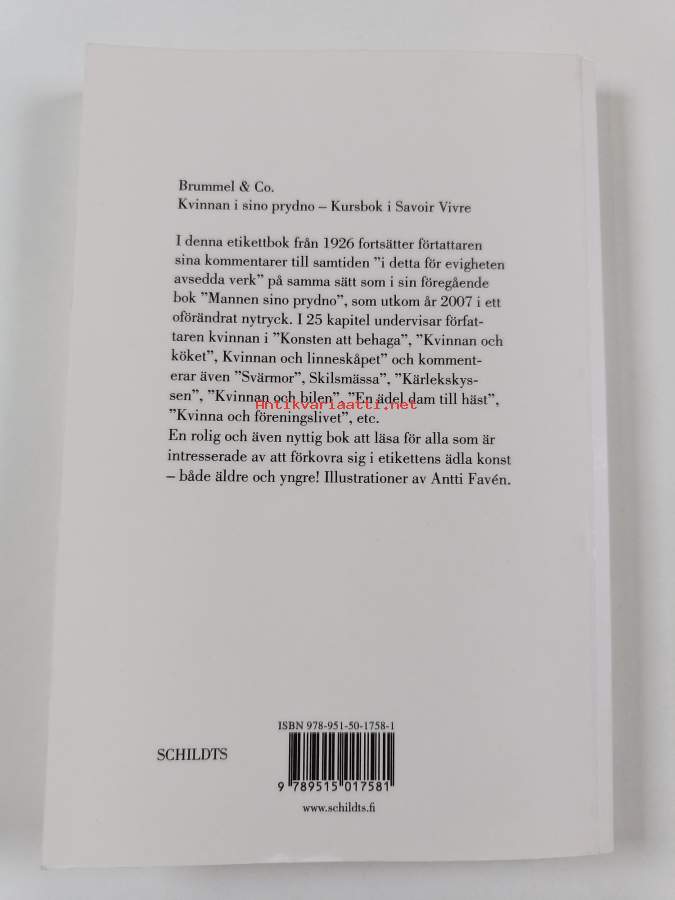 Brummel & Co.
Kvinnan i sino prydno – Kursbok i Savoir Vivre
I denna etikettbok från 1926 fortsätter förtattaren
sina kommentarer till samtiden ”i detta för evigheten
avsedda verk” på samma sätt som i sin föregående
bok ”Mannen sino prydno”, som utkom år 2007 i ett
oförändrat nytryck. I 25 kapitel undervisar förfat-
taren kvinnan i ”Konsten att behaga”, ”Kvinnan och
köket”, Kvinnan och linneskåpet” och komment-
erar även ”Svärmor”, Skilsmässa”, ”Kärlekskys-
sen”, ”Kvinnan och bilen”, ”En ädel dam till häst”,
Antikvariaatti.net
”Kvinna och föreningslivet”, etc.
En rolig och även nyttig bok att läsa för alla som är
intresserade av att förkovra sig i etikettens ädla konst
– både äldre och yngre! Illustrationer av Antti Favén.
ISBN 978-951-50-1758-1
SCHILDTS
9 789515 017581
www.schildts.fi